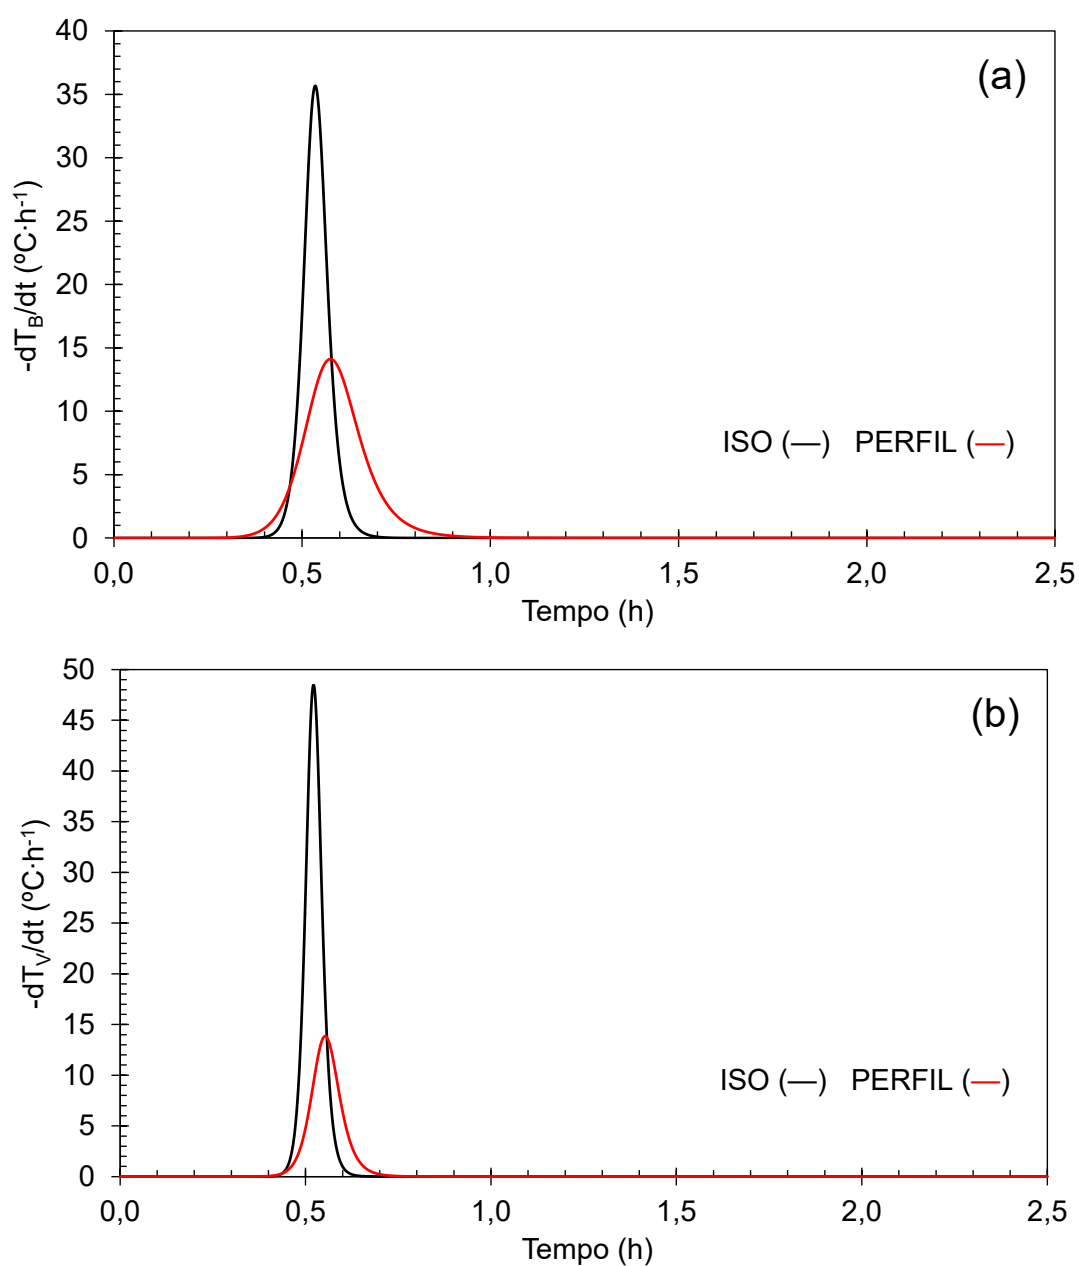 (a)
40
35
30
25
20
15
10
5
0
-dT_B/dt (ºC·h⁻¹)
ISO (—) PERFIL (—)
0,0 0,5 1,0 1,5 2,0 2,5
Tempo (h)
(b)
50
45
40
35
30
25
20
15
10
5
0
-dT_V/dt (ºC·h⁻¹)
ISO (—) PERFIL (—)
0,0 0,5 1,0 1,5 2,0 2,5
Tempo (h)